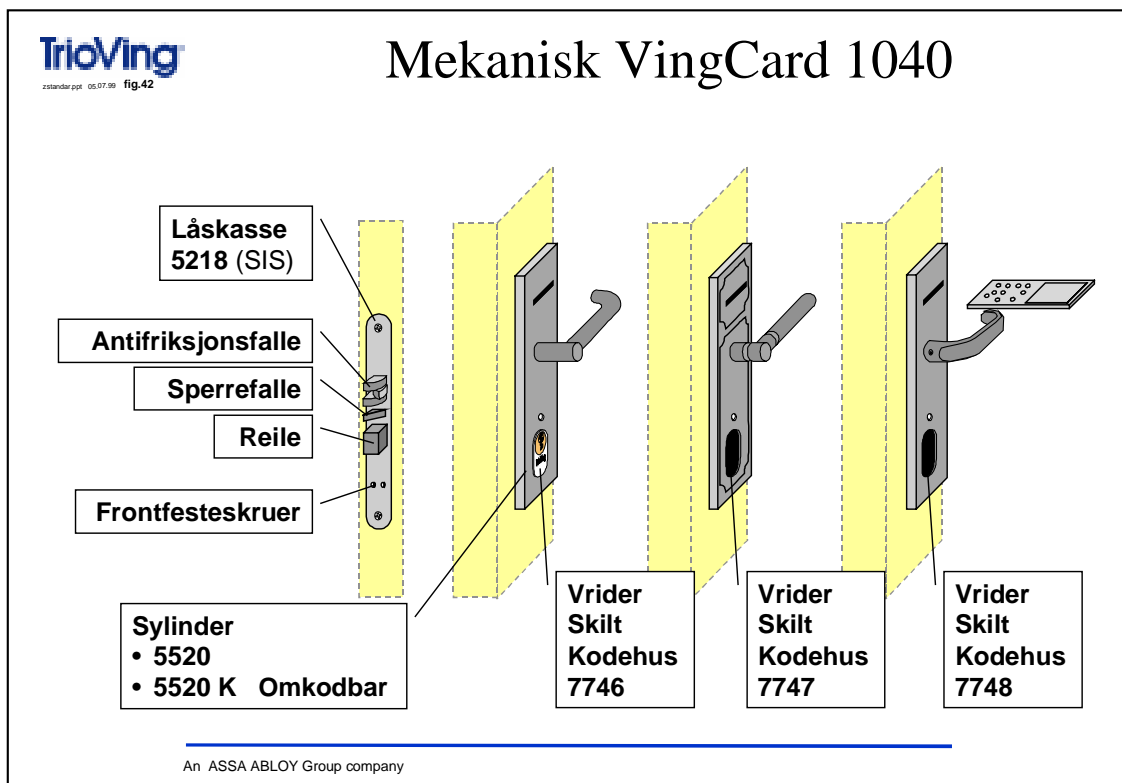 TrioVing
zstandar.ppt 05.07.99 fig.42
Mekanisk VingCard 1040
Låskasse
5218 (SIS)
Antifriksjonsfalle
Sperrefalle
Reile
Frontfesteskruer
Sylinder
• 5520
• 5520 K Omkodbar
Vrider
Skilt
Kodehus
7746
Vrider
Skilt
Kodehus
7747
Vrider
Skilt
Kodehus
7748
An ASSA ABLOY Group company